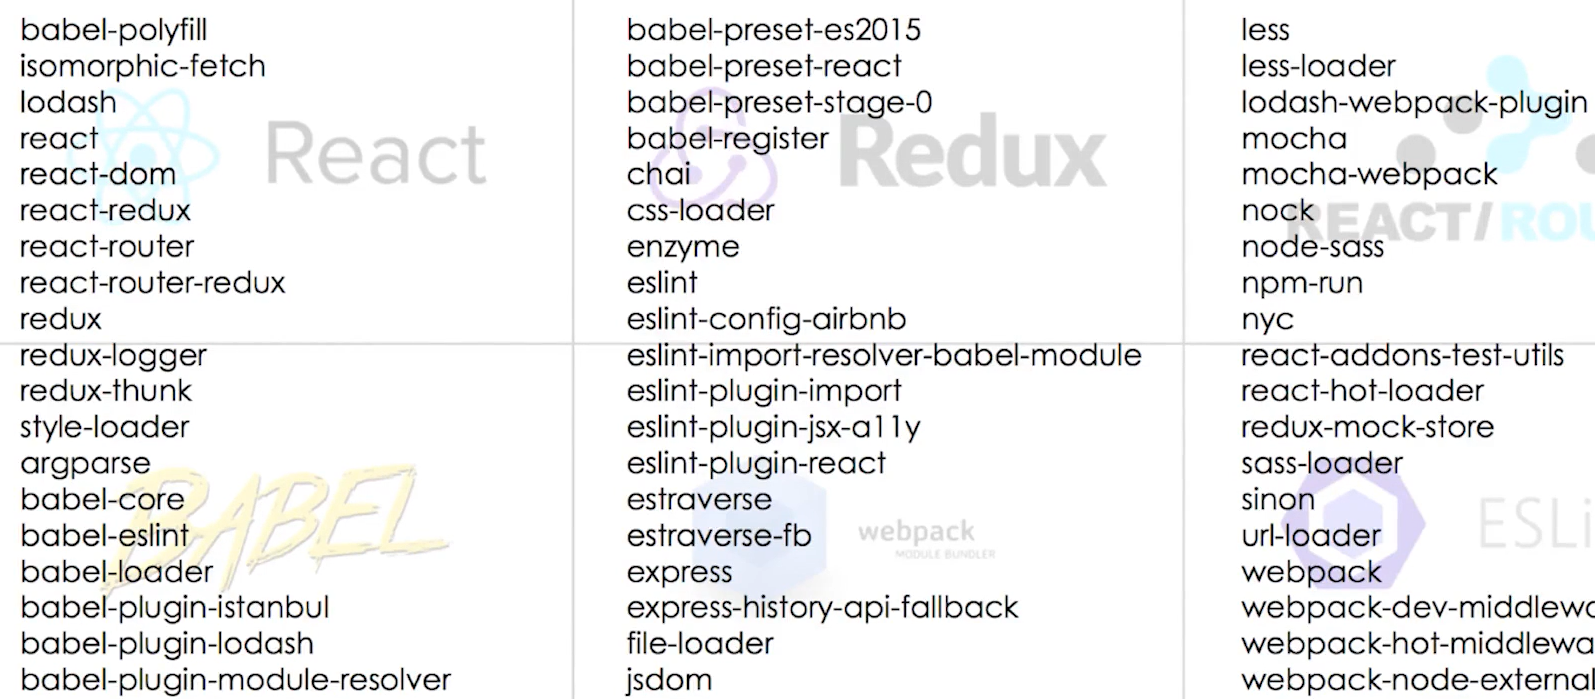 babel-polyfill
isomorphic-fetch
lodash
react
react-dom
react-redux
react-router
react-router-redux
redux
redux-logger
redux-thunk
style-loader
argparse
babel-core
babel-eslint
babel-loader
babel-plugin-istanbul
babel-plugin-lodash
babel-plugin-module-resolver
React
BABEL
babel-preset-es2015
babel-preset-react
babel-preset-stage-0
babel-register
chai
css-loader
enzyme
eslint
eslint-config-airbnb
eslint-import-resolver-babel-module
eslint-plugin-import
eslint-plugin-jsx-a11y
eslint-plugin-react
estraverse
estraverse-fb
express
express-history-api-fallback
file-loader
jsdom
Redux
webpack
MODULE BUNDLER
less
less-loader
lodash-webpack-plugin
mocha
mocha-webpack
nock
node-sass
npm-run
nyc
react-addons-test-utils
react-hot-loader
redux-mock-store
sass-loader
sinon
url-loader
webpack
webpack-dev-middlewa
webpack-hot-middlewa
webpack-node-external
REACT/ROU
ESLi